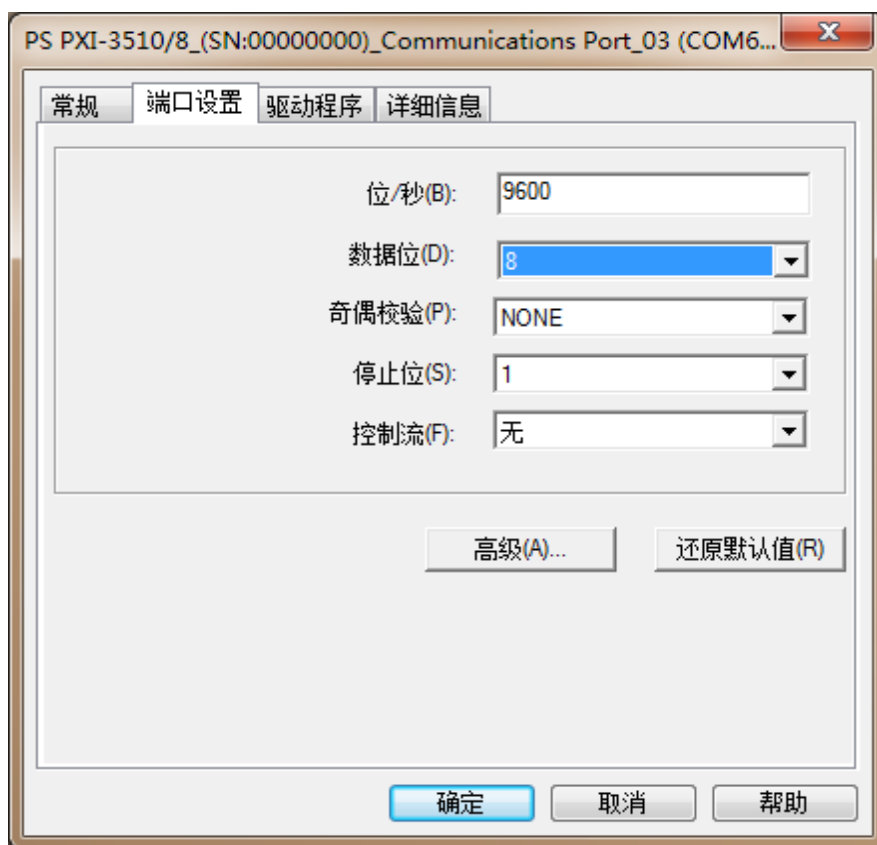 PS PXI-3510/8_(SN:00000000)_Communications Port_03 (COM6...
常规 端口设置 驱动程序 详细信息
位/秒(B): 9600
数据位(D): 8
奇偶校验(P): NONE
停止位(S): 1
控制流(F): 无
高级(A)... 还原默认值(R)
确定 取消 帮助